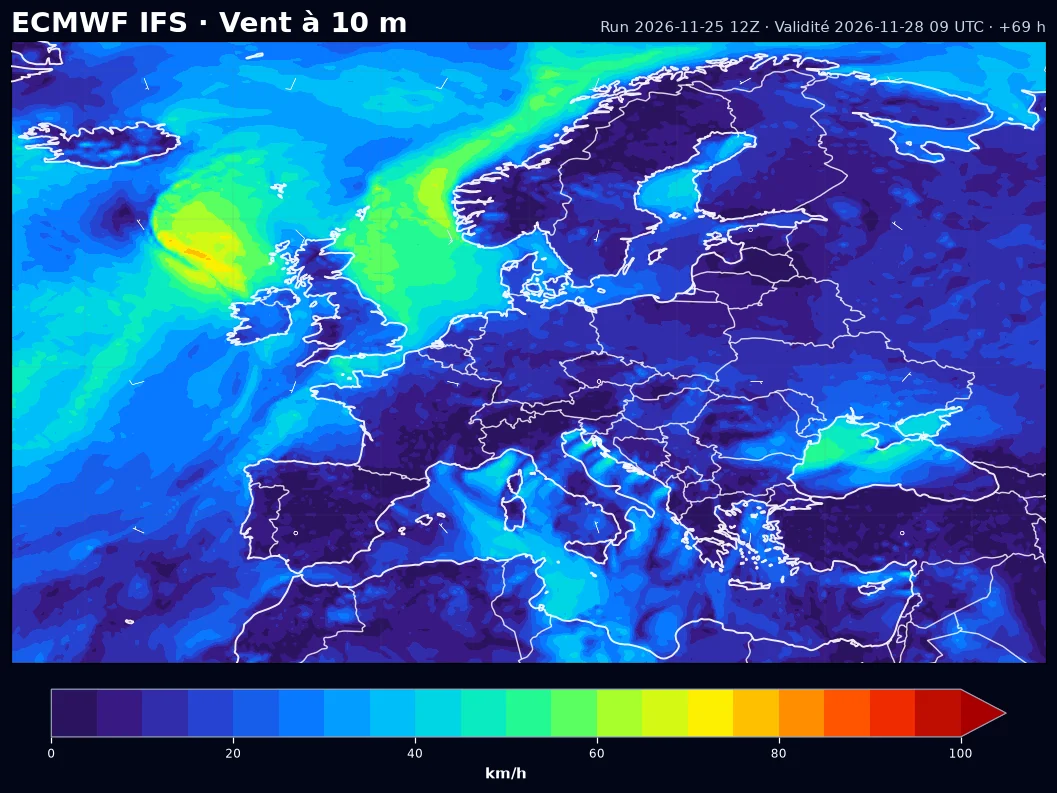 ECMWF IFS · Vent à 10 m
Run 2026-11-25 12Z · Validité 2026-11-28 09 UTC · +69 h
0 20 40 60 80 100
km/h